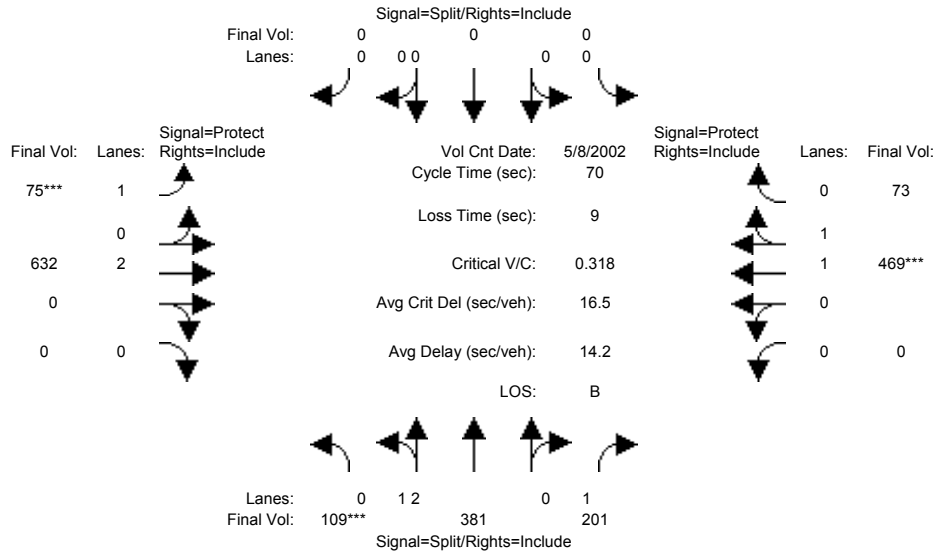 Signal=Split/Rights=Include
Final Vol: 0 0 0
Lanes: 0 0 0 0 0
Signal=Protect Signal=Protect
Final Vol: Lanes: Rights=Include Vol Cnt Date: 5/8/2002 Rights=Include Lanes: Final Vol:
Cycle Time (sec): 70
75*** 1 0 73
Loss Time (sec): 9
0 1
632 2 Critical V/C: 0.318 1 469***
0 Avg Crit Del (sec/veh): 16.5 0
0 0 Avg Delay (sec/veh): 14.2 0 0
LOS: B
Lanes: 0 1 2 0 1
Final Vol: 109*** 381 201
Signal=Split/Rights=Include